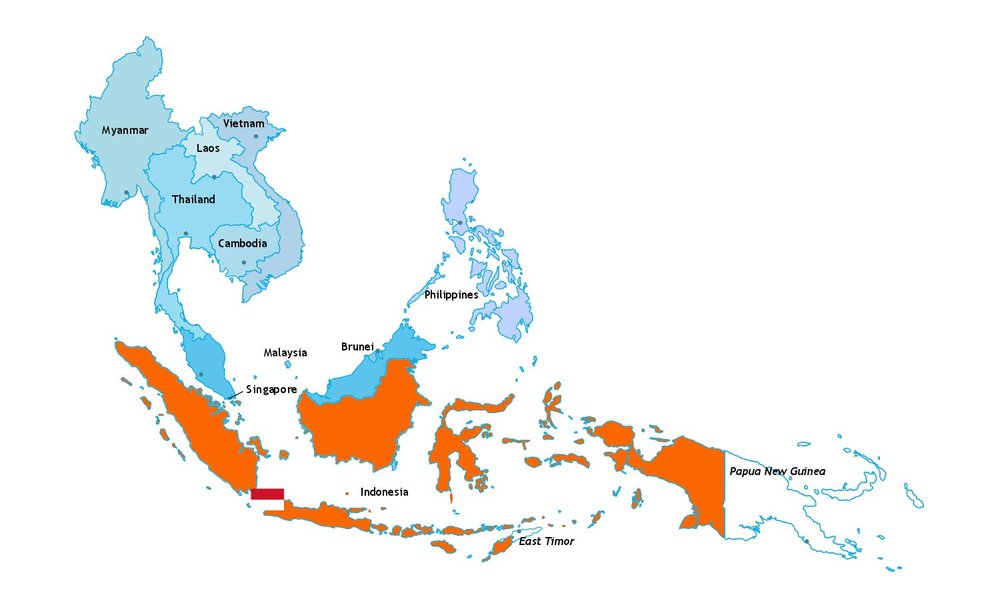 Vietnam
Myanmar
Laos
Thailand
Cambodia
Philippines
Brunei
Malaysia
Singapore
Papua New Guinea
Indonesia
East Timor